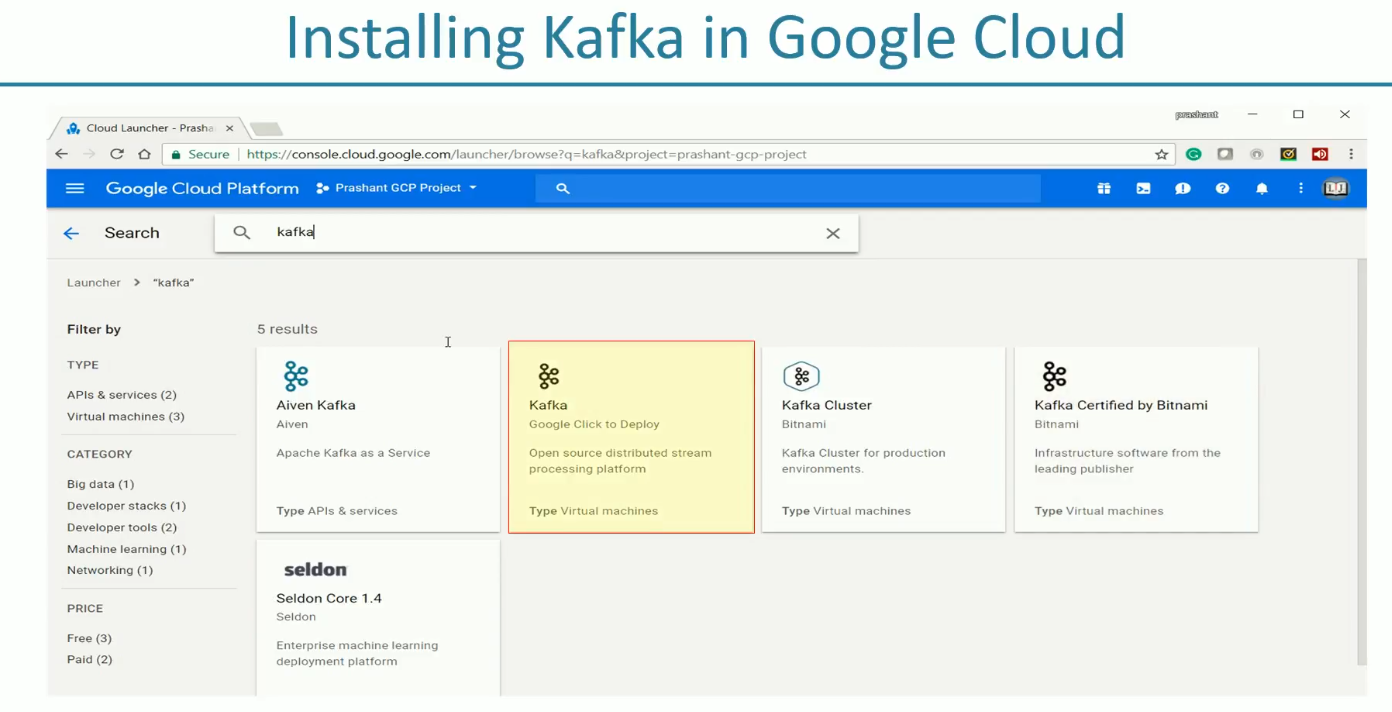 Installing Kafka in Google Cloud
prashant
Cloud Launcher - Prasha
Secure
https://console.cloud.google.com/launcher/browse?q=kafka&project=prashant-gcp-project
Google Cloud Platform
Prashant GCP Project
LJ
Search
kafka
Launcher > "kafka"
Filter by
TYPE
APIs & services (2)
Virtual machines (3)
CATEGORY
Big data (1)
Developer stacks (1)
Developer tools (2)
Machine learning (1)
Networking (1)
PRICE
Free (3)
Paid (2)
5 results
Aiven Kafka
Aiven
Apache Kafka as a Service
Type APIs & services
Kafka
Google Click to Deploy
Open source distributed stream
processing platform
Type Virtual machines
Kafka Cluster
Bitnami
Kafka Cluster for production
environments.
Type Virtual machines
Kafka Certified by Bitnami
Bitnami
Infrastructure software from the
leading publisher
Type Virtual machines
seldon
Seldon Core 1.4
Seldon
Enterprise machine learning
deployment platform